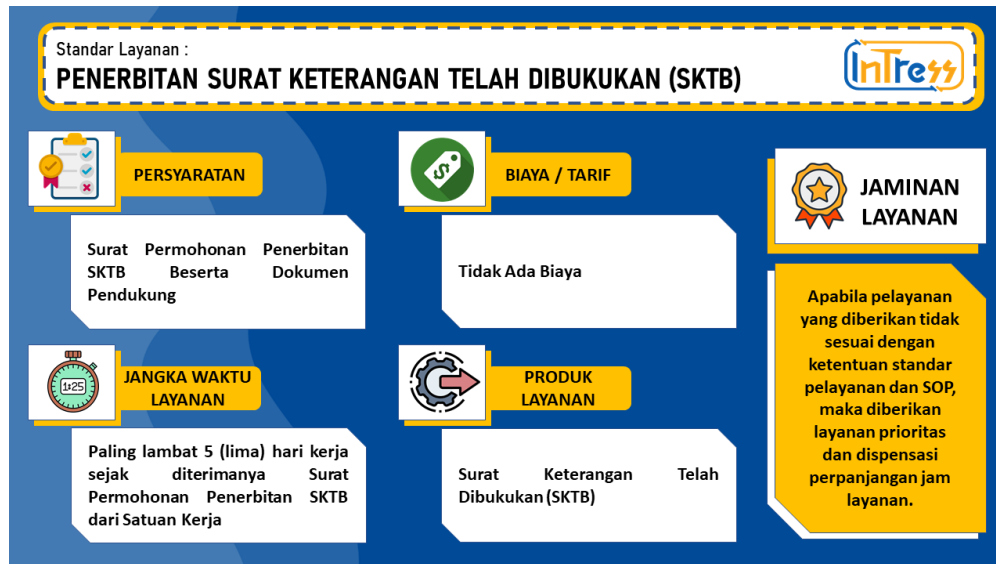 Standar Layanan :
PENERBITAN SURAT KETERANGAN TELAH DIBUKUKAN (SKTB)
InTress
PERSYARATAN
Surat Permohonan Penerbitan
SKTB Beserta Dokumen
Pendukung
BIAYA / TARIF
Tidak Ada Biaya
JANGKA WAKTU
LAYANAN
1:25
Paling lambat 5 (lima) hari kerja
sejak diterimanya Surat
Permohonan Penerbitan SKTB
dari Satuan Kerja
PRODUK
LAYANAN
Surat Keterangan Telah
Dibukukan (SKTB)
JAMINAN
LAYANAN
Apabila pelayanan
yang diberikan tidak
sesuai dengan
ketentuan standar
pelayanan dan SOP,
maka diberikan
layanan prioritas
dan dispensasi
perpanjangan jam
layanan.